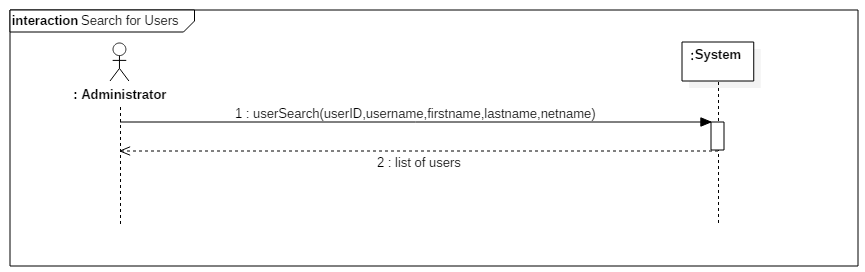 interaction Search for Users
:System
: Administrator
1 : userSearch(userID,username,firstname,lastname,netname)
2 : list of users